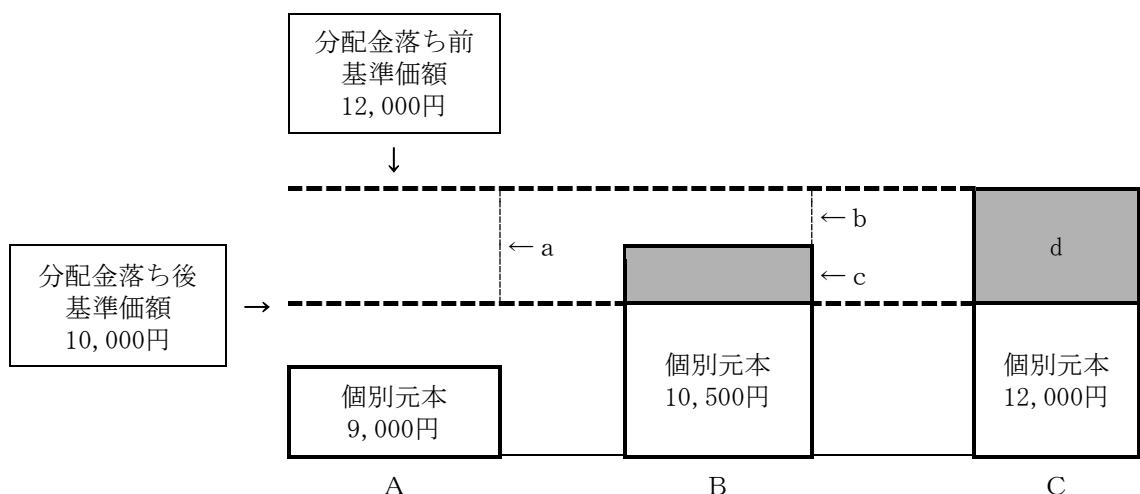 分配金落ち前
基準価額
12,000円
↓
←b
←a
d
分配金落ち後
基準価額
10,000円
→
←c
個別元本
9,000円
個別元本
10,500円
個別元本
12,000円
A
B
C